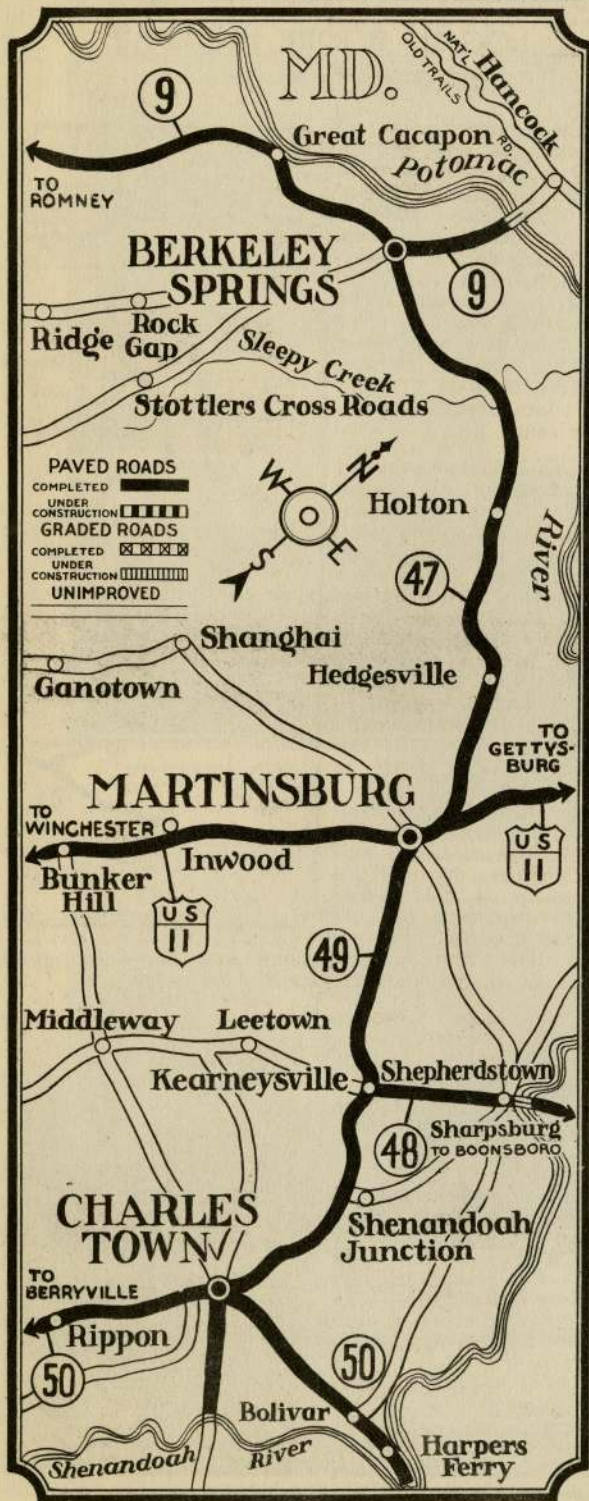 MD.
NAT'L
OLD TRAILS
RD.
Hancock
9
Great Cacapon
Potomac
TO
ROMNEY
BERKELEY
SPRINGS
9
Ridge
Rock
Gap
Sleepy Creek
Stottlers Cross Roads
PAVED ROADS
COMPLETED
UNDER
CONSTRUCTION
GRADED ROADS
COMPLETED
UNDER
CONSTRUCTION
UNIMPROVED
W
N
S
E
Holton
River
47
Shanghai
Ganotown
Hedgesville
TO
GETTYS-
BURG
MARTINSBURG
TO
WINCHESTER
Inwood
Bunker
Hill
US
11
US
11
49
Middleway
Leetown
Kearneysville
Shepherdstown
48
Sharpsburg
TO BOONSBORO
CHARLES
TOWN
Shenandoah
Junction
TO
BERRYVILLE
Rippon
50
50
Bolivar
Harpers
Ferry
Shenandoah River